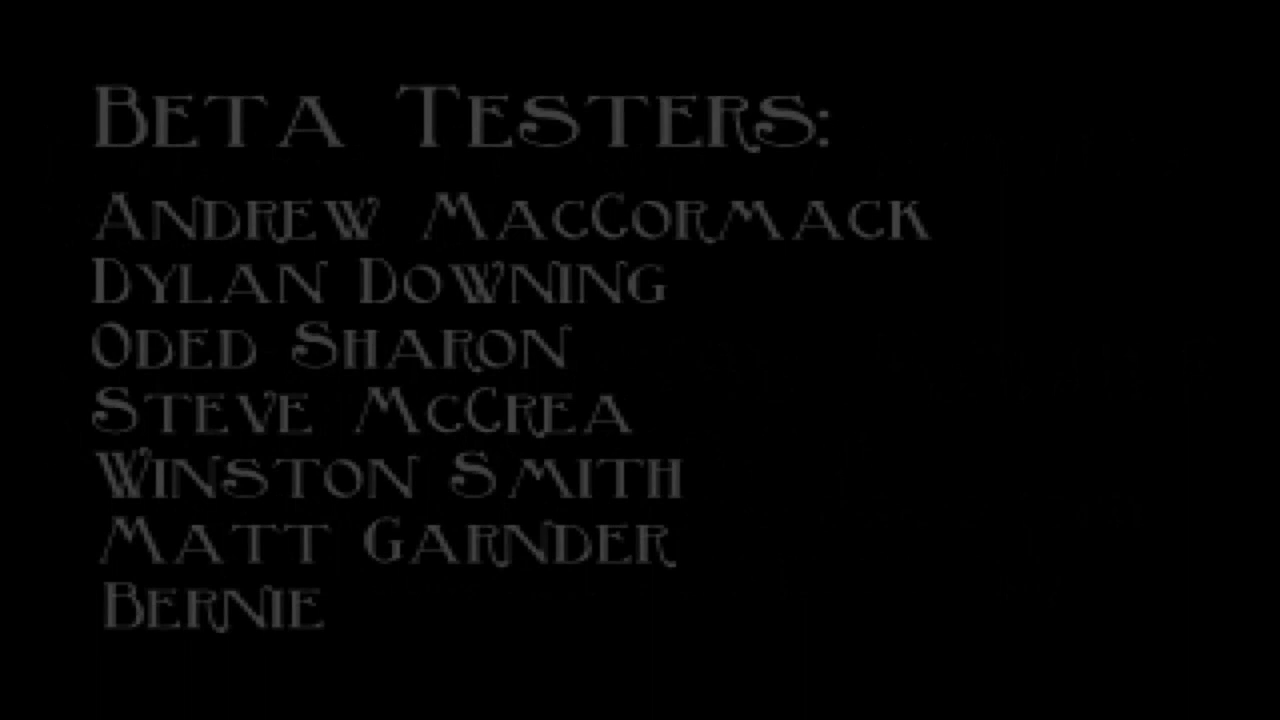 Beta Testers:
Andrew MacCormack
Dylan Downing
Oded Sharon
Steve McCrea
Winston Smith
Matt Garnder
Bernie